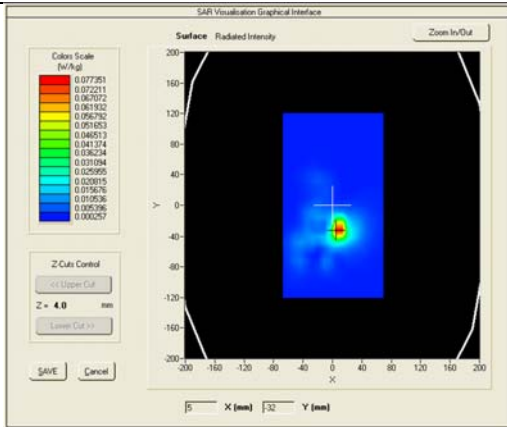 SAR Visualisation Graphical Interface
Surface Radiated Intensity
Zoom In/Out
Colors Scale
(W/kg)
0.077351
0.072211
0.067072
0.061932
0.056792
0.051653
0.046513
0.041374
0.036234
0.031094
0.025955
0.020815
0.015676
0.010536
0.005396
0.000257
Z-Cuts Control
<< Upper Cut
Z = 4.0 mm
Lower Cut >>
SAVE Cancel
200
160
120
80
40
0
-40
-80
-120
-160
-200
Y
-200 -160 -120 -80 -40 0 40 80 120 160 200
X
5 X (mm) -32 Y (mm)